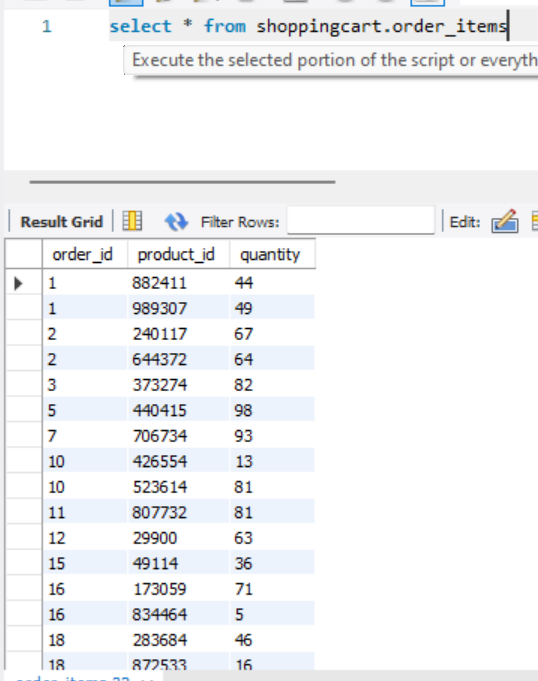 1 select * from shoppingcart.order_items
Execute the selected portion of the script or everyth
Result Grid Filter Rows: Edit:
order_id product_id quantity
1 882411 44
1 989307 49
2 240117 67
2 644372 64
3 373274 82
5 440415 98
7 706734 93
10 426554 13
10 523614 81
11 807732 81
12 29900 63
15 49114 36
16 173059 71
16 834464 5
18 283684 46
18 872533 16